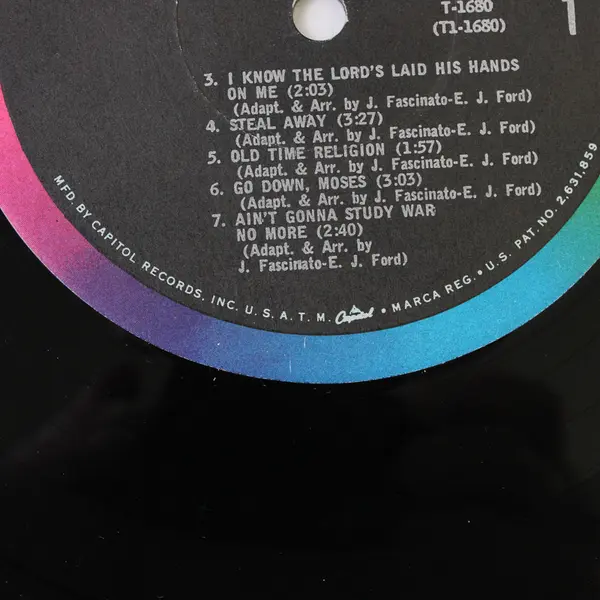 T-1680
(T1-1680)
1
3. I KNOW THE LORD'S LAID HIS HANDS
ON ME (2:03)
(Adapt. & Arr. by J. Fascinato-E. J. Ford)
4. STEAL AWAY (3:27)
(Adapt. & Arr. by J. Fascinato-E. J. Ford)
5. OLD TIME RELIGION (1:57)
(Adapt. & Arr. by J. Fascinato-E. J. Ford)
6. GO DOWN, MOSES (3:03)
(Adapt. & Arr. by J. Fascinato-E. J. Ford)
7. AIN'T GONNA STUDY WAR
NO MORE (2:40)
(Adapt. & Arr. by
J. Fascinato-E. J. Ford)
MFD. BY CAPITOL RECORDS, INC. U.S.A. T.M. Capitol • MARCA REG. • U.S. PAT. NO. 2,631,859